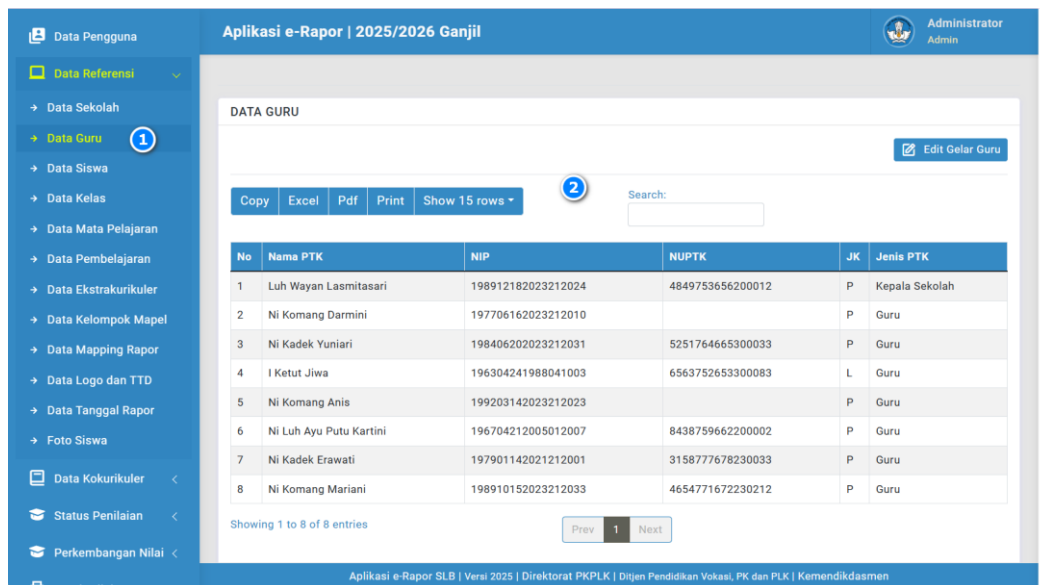 Data Pengguna
Aplikasi e-Rapor | 2025/2026 Ganjil
Administrator
Admin
Data Referensi
Data Sekolah
Data Guru 1
Data Siswa
Data Kelas
Data Mata Pelajaran
Data Pembelajaran
Data Ekstrakurikuler
Data Kelompok Mapel
Data Mapping Rapor
Data Logo dan TTD
Data Tanggal Rapor
Foto Siswa
Data Kokurikuler
Status Penilaian
Perkembangan Nilai
DATA GURU
Edit Gelar Guru
2
Copy Excel Pdf Print Show 15 rows
Search:
No Nama PTK NIP NUPTK JK Jenis PTK
1 Luh Wayan Lasmitasari 198912182023212024 4849753656200012 P Kepala Sekolah
2 Ni Komang Darmini 197706162023212010 P Guru
3 Ni Kadek Yuniari 198406202023212031 5251764665300033 P Guru
4 I Ketut Jiwa 196304241988041003 6563752653300083 L Guru
5 Ni Komang Anis 199203142023212023 P Guru
6 Ni Luh Ayu Putu Kartini 196704212005012007 8438759662200002 P Guru
7 Ni Kadek Erawati 197901142021212001 3158777678230033 P Guru
8 Ni Komang Mariani 198910152023212033 4654771672230212 P Guru
Showing 1 to 8 of 8 entries
Prev 1 Next
Aplikasi e-Rapor SLB | Versi 2025 | Direktorat PKPLK | Ditjen Pendidikan Vokasi, PK dan PLK | Kemendikdasmen